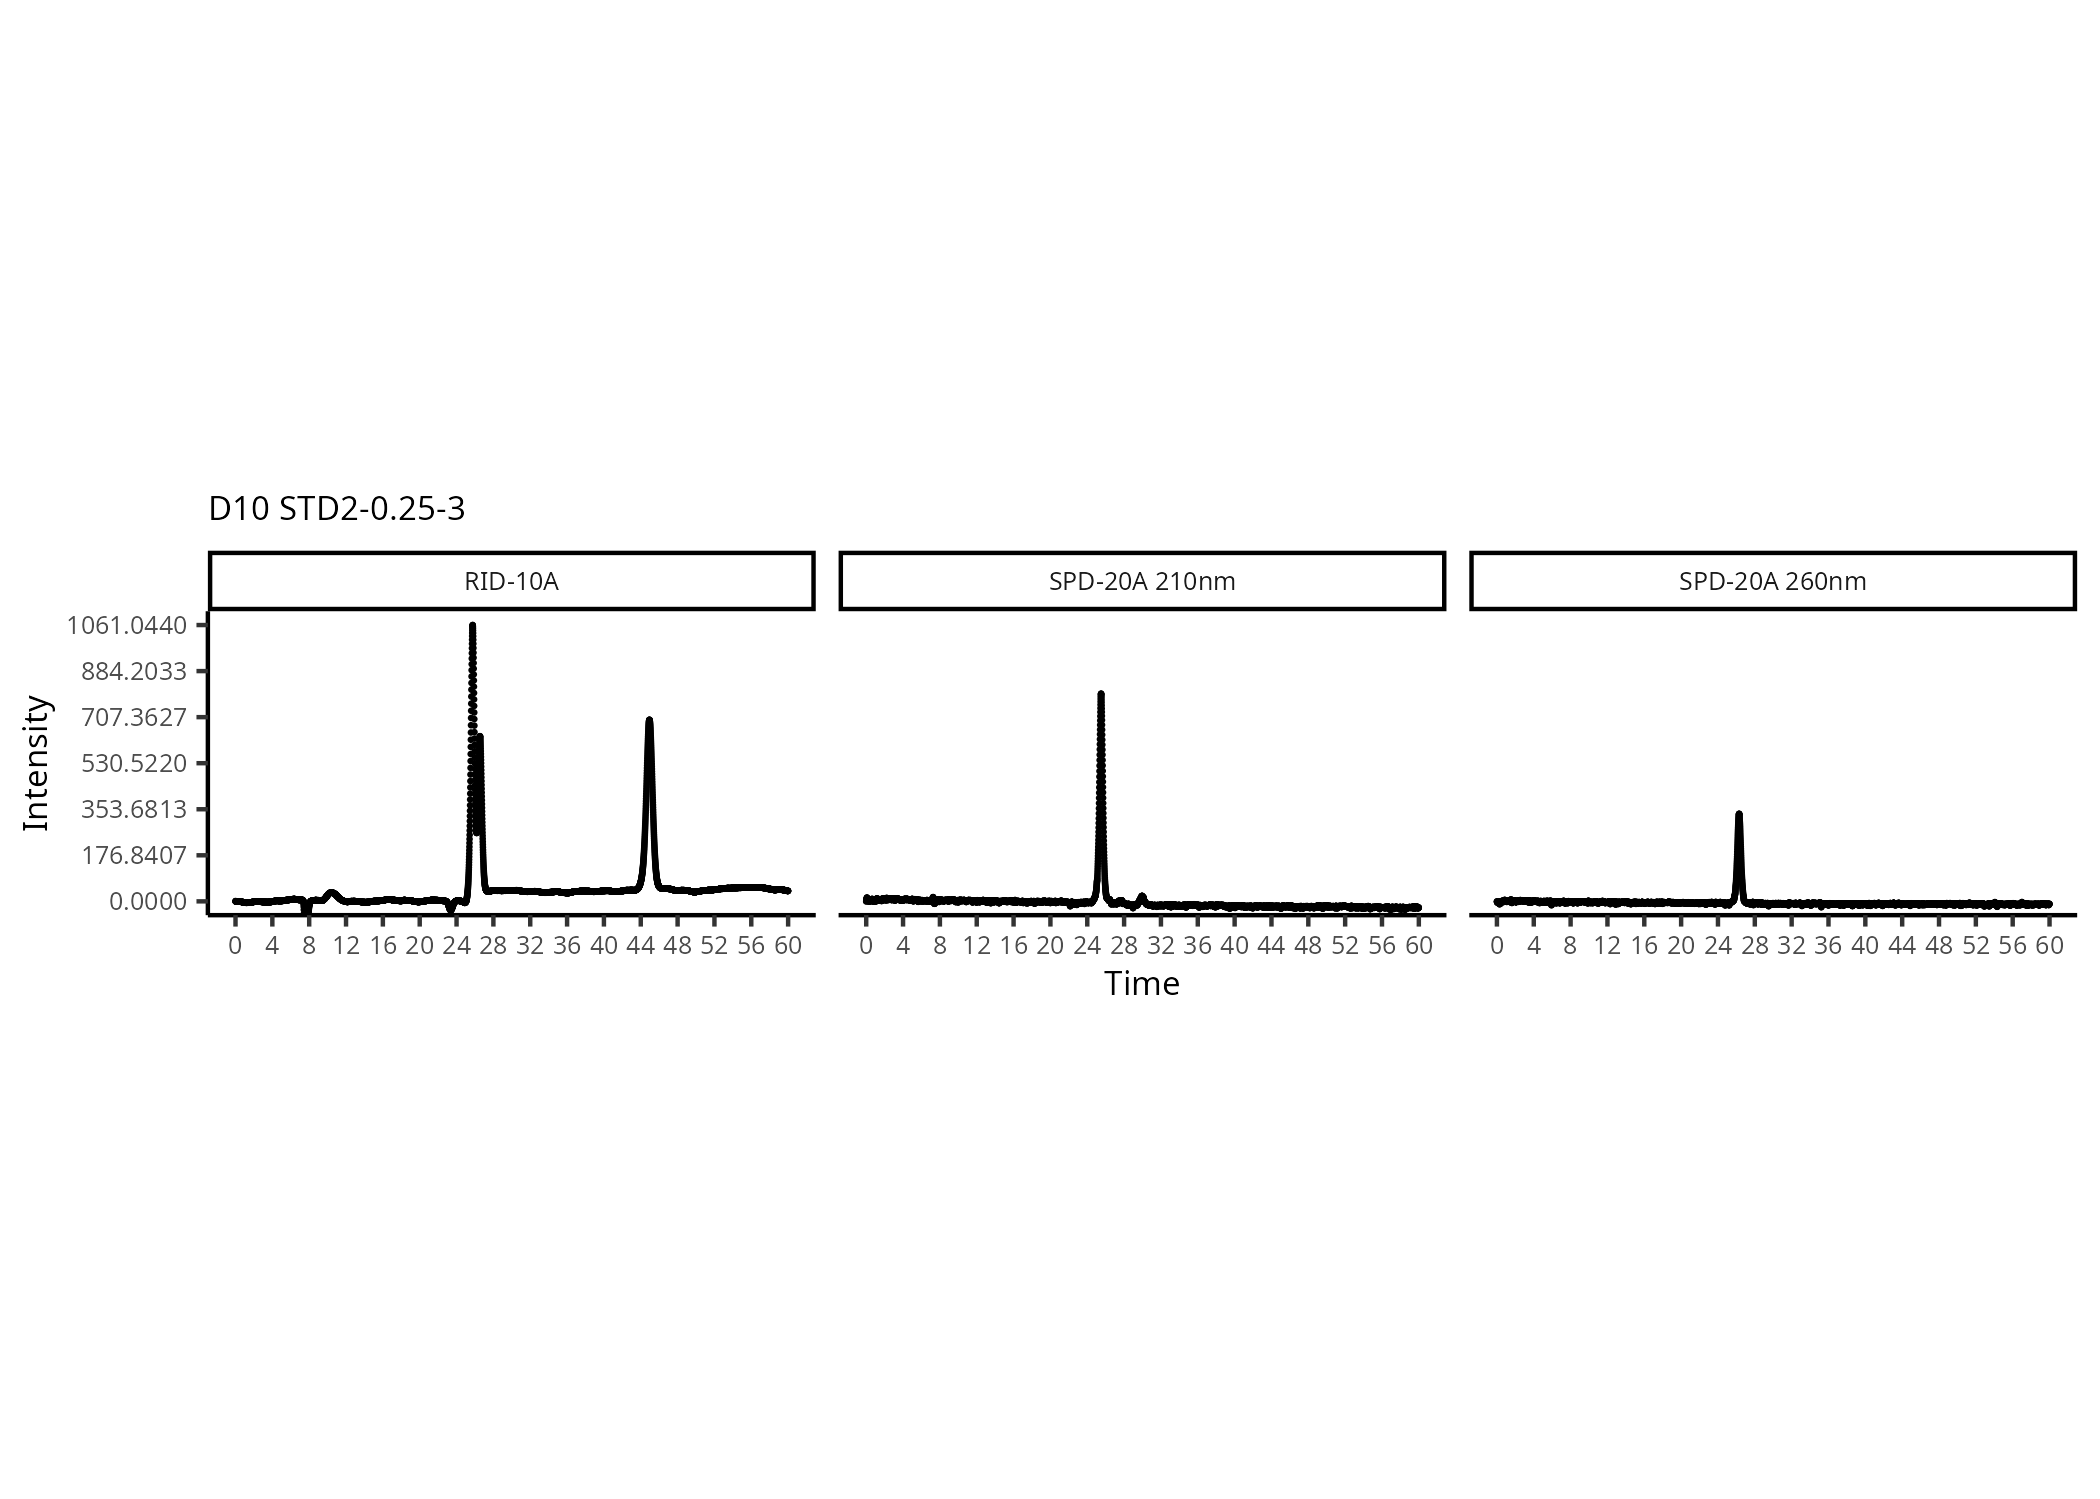 D10 STD2-0.25-3
RID-10A SPD-20A 210nm SPD-20A 260nm
1061.0440
884.2033
707.3627
530.5220
353.6813
176.8407
0.0000
Intensity
0 4 8 12 16 20 24 28 32 36 40 44 48 52 56 60 0 4 8 12 16 20 24 28 32 36 40 44 48 52 56 60 0 4 8 12 16 20 24 28 32 36 40 44 48 52 56 60
Time